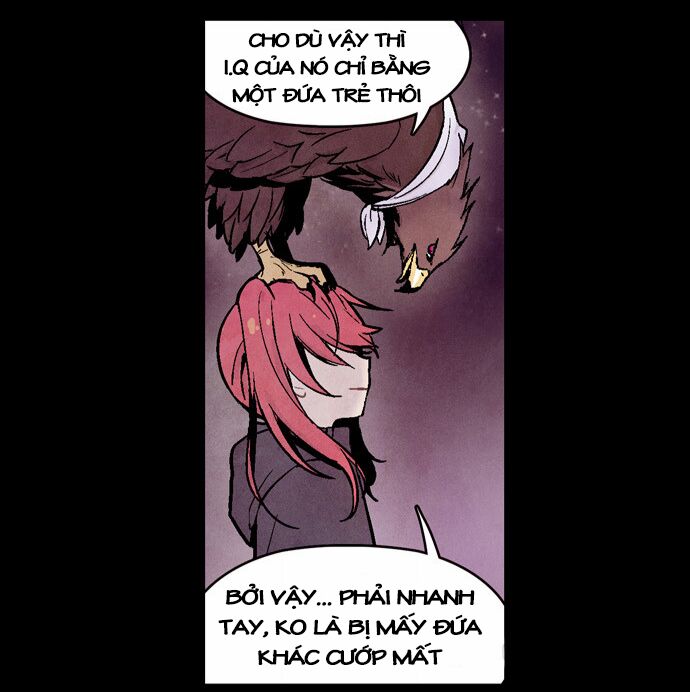 CHO DÙ VẬY THÌ
I.Q CỦA NÓ CHỈ BẰNG
MỘT ĐỨA TRẺ THÔI
BỞI VẬY... PHẢI NHANH
TAY, KO LÀ BỊ MẤY ĐỨA
KHÁC CƯỚP MẤT